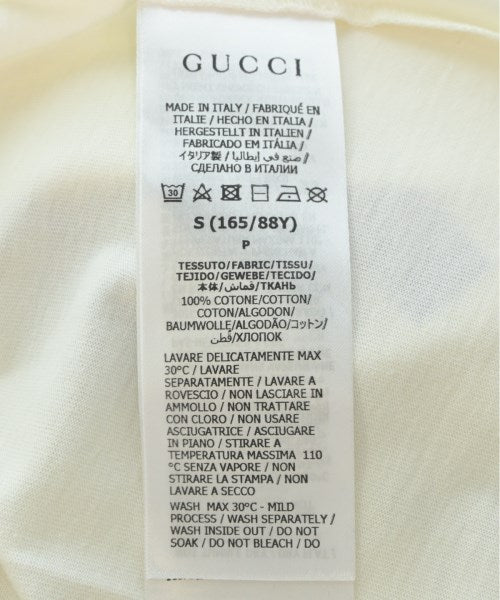 GUCCI
MADE IN ITALY / FABRIQUÉ EN
ITALIE / HECHO EN ITALIA /
HERGESTELLT IN ITALIEN /
FABRICADO EM ITÁLIA /
イタリア製 / صنع في إيطاليا /
СДЕЛАНО В ИТАЛИИ
30
S (165/88Y)
P
TESSUTO/FABRIC/TISSU/
TEJIDO/GEWEBE/TECIDO/
本体/قماش/ТКАНЬ
100% COTONE/COTTON/
COTON/ALGODON/
BAUMWOLLE/ALGODÃO/コットン/
قطن/ХЛОПОК
LAVARE DELICATAMENTE MAX
30°C / LAVARE
SEPARATAMENTE / LAVARE A
ROVESCIO / NON LASCIARE IN
AMMOLLO / NON TRATTARE
CON CLORO / NON USARE
ASCIUGATRICE / ASCIUGARE
IN PIANO / STIRARE A
TEMPERATURA MASSIMA 110
°C SENZA VAPORE / NON
STIRARE LA STAMPA / NON
LAVARE A SECCO
WASH MAX 30°C - MILD
PROCESS / WASH SEPARATELY /
WASH INSIDE OUT / DO NOT
SOAK / DO NOT BLEACH / DO